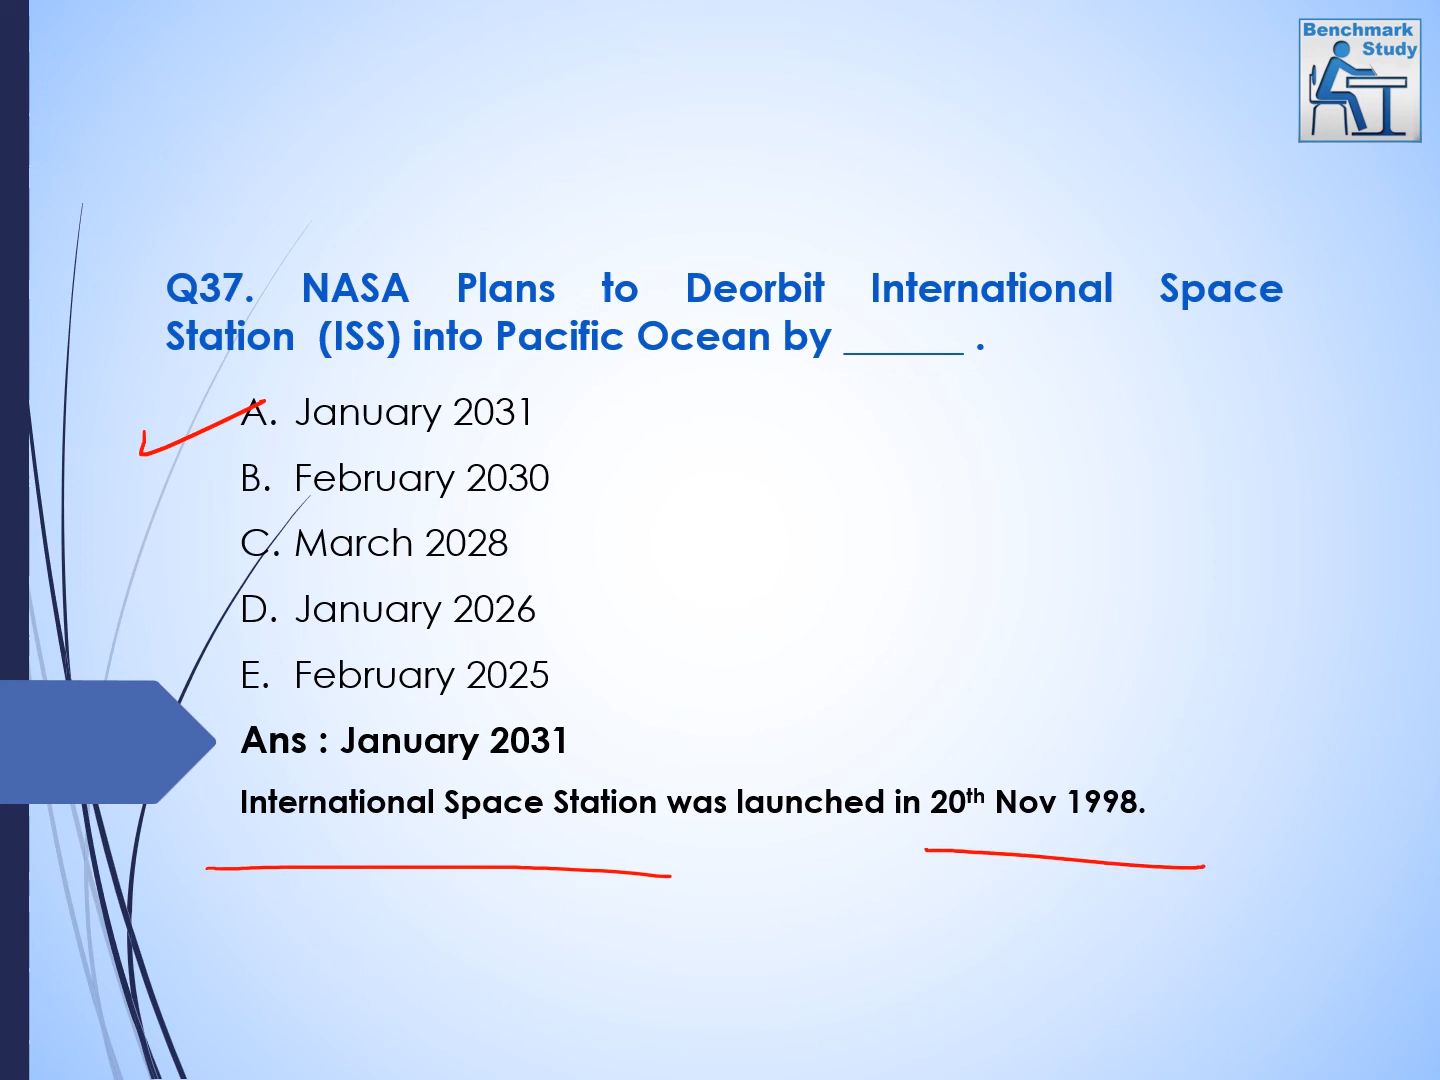 Benchmark
Study
Q37. NASA Plans to Deorbit International Space
Station (ISS) into Pacific Ocean by ______ .
A. January 2031
B. February 2030
C. March 2028
D. January 2026
E. February 2025
Ans : January 2031
International Space Station was launched in 20th Nov 1998.